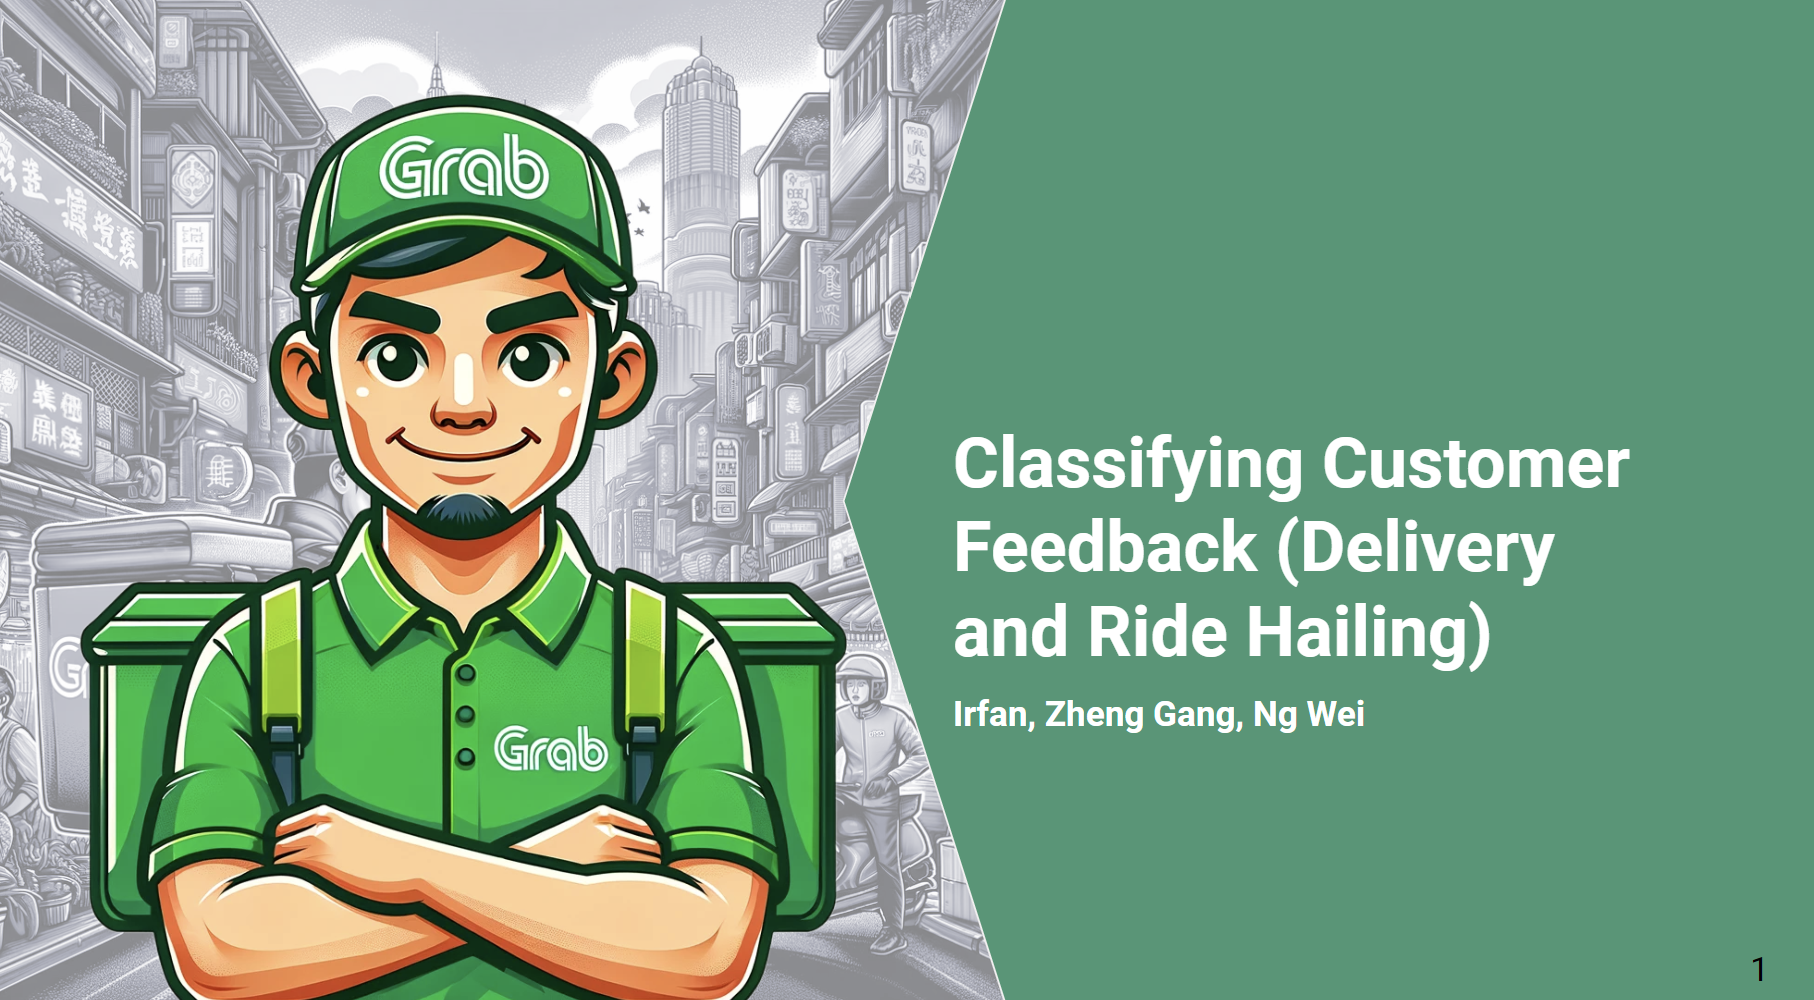 Grab
Grab
Classifying Customer
Feedback (Delivery
and Ride Hailing)
Irfan, Zheng Gang, Ng Wei
1